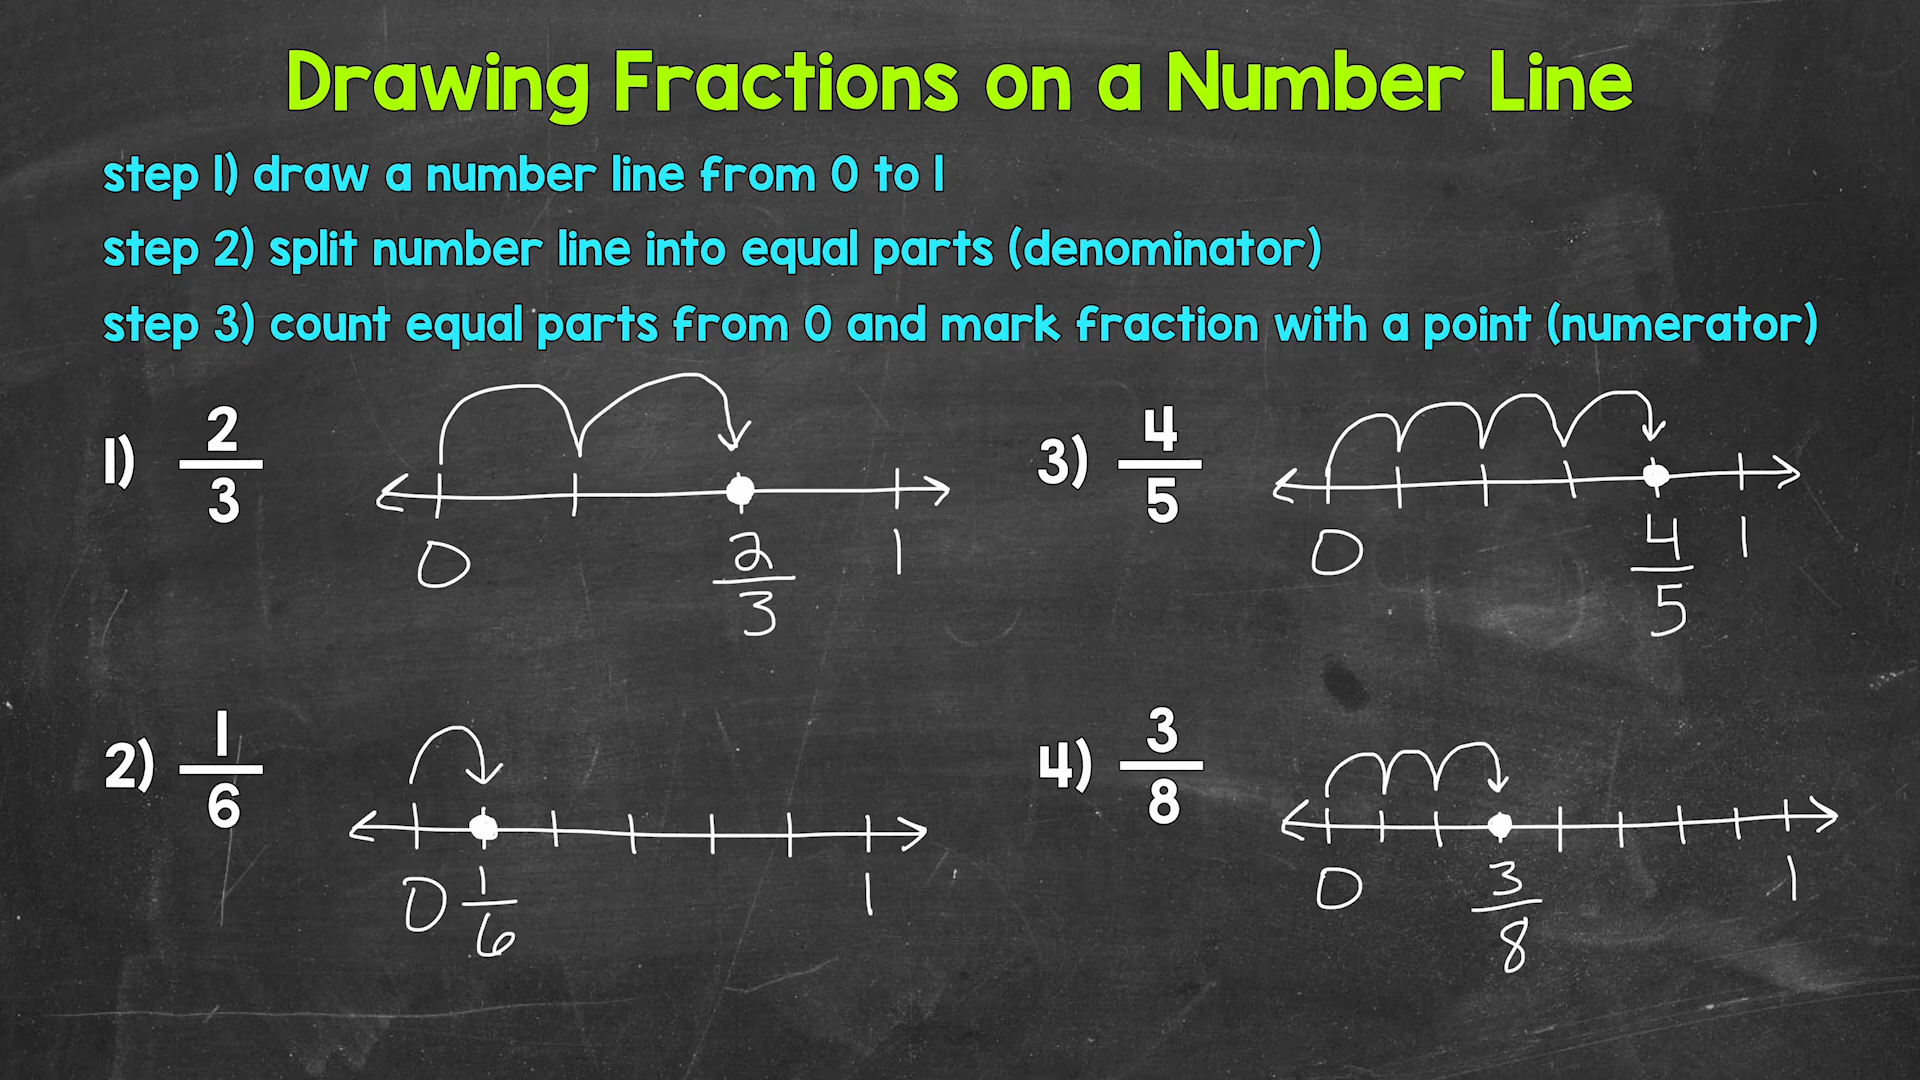 Drawing Fractions on a Number Line
step 1) draw a number line from 0 to 1
step 2) split number line into equal parts (denominator)
step 3) count equal parts from 0 and mark fraction with a point (numerator)
1) 2/3
0 2/3 1
2) 1/6
0 1/6 1
3) 4/5
0 4/5 1
4) 3/8
0 3/8 1